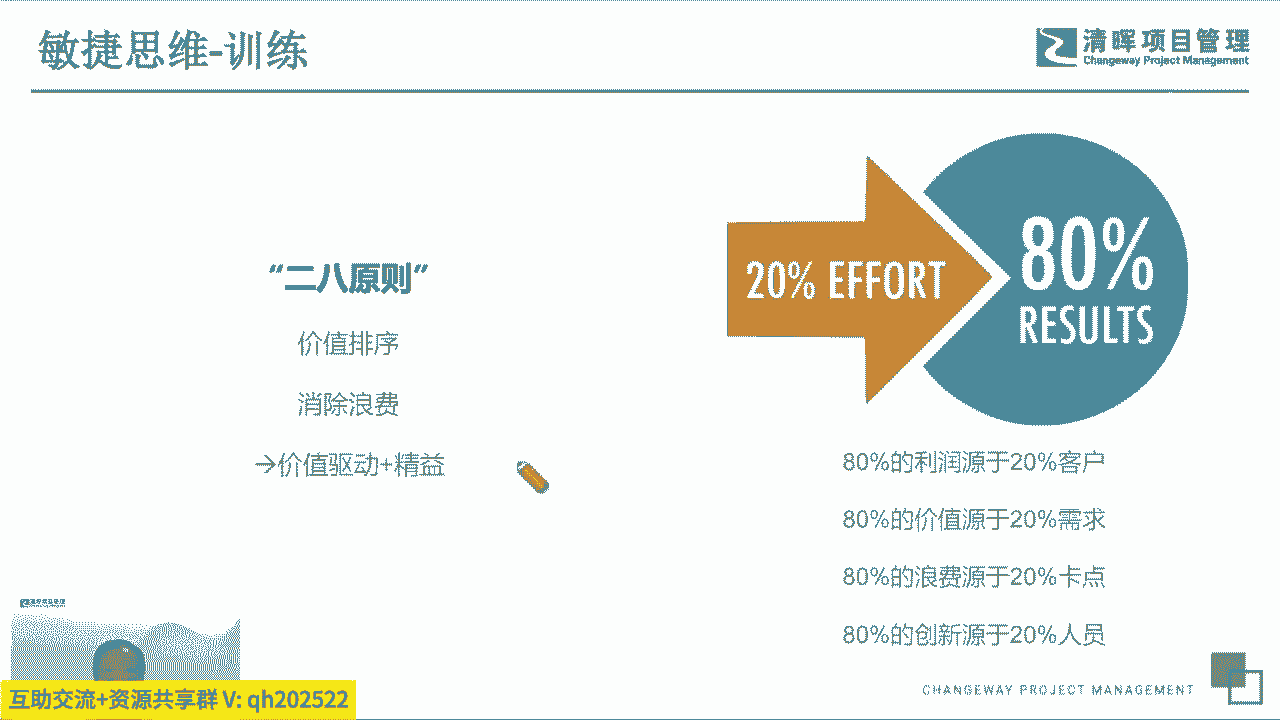 敏捷思维-训练
清晖项目管理
Changeway Project Management
“二八原则”
价值排序
消除浪费
→价值驱动+精益
20% EFFORT
80%
RESULTS
80%的利润源于20%客户
80%的价值源于20%需求
80%的浪费源于20%卡点
80%的创新源于20%人员
互助交流+资源共享群 V: qh202522
CHANGEWAY PROJECT MANAGEMENT